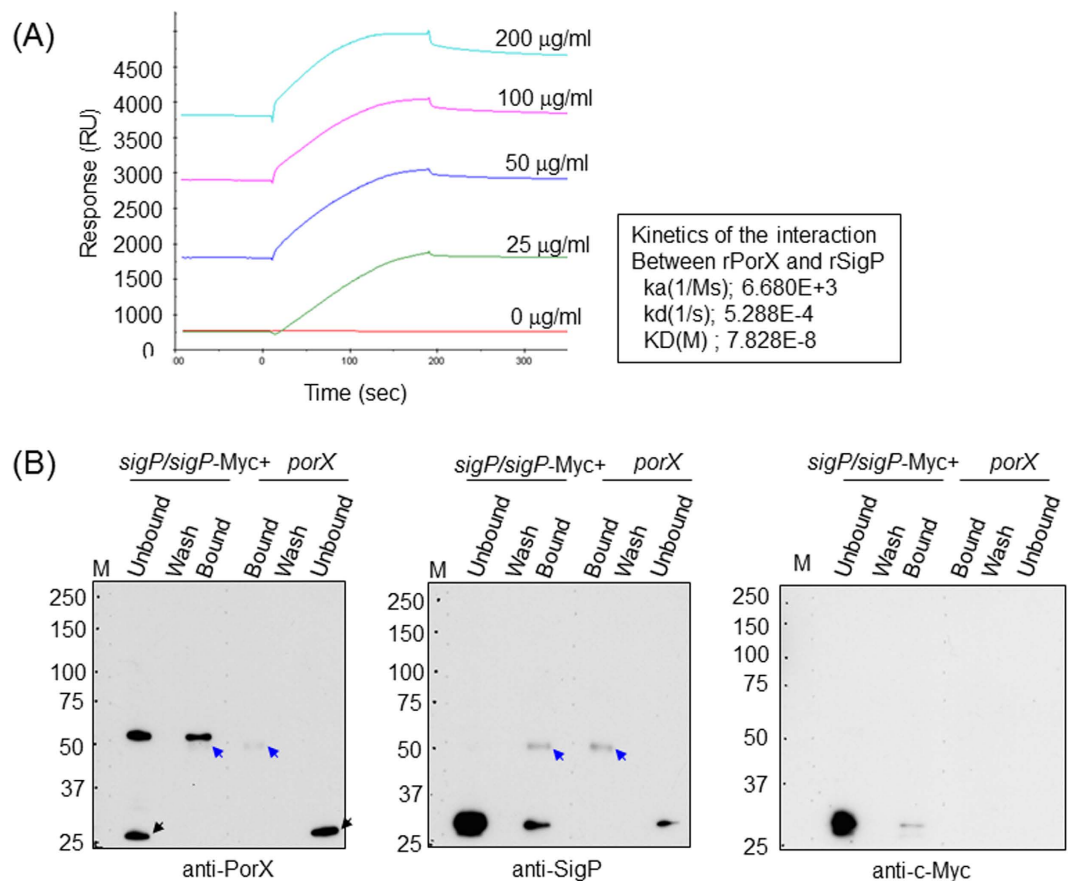 (A)
200 µg/ml
100 µg/ml
50 µg/ml
25 µg/ml
0 µg/ml
Response (RU)
4500
4000
3500
3000
2500
2000
1500
1000
0
00
0
100
200
300
Time (sec)
Kinetics of the interaction
Between rPorX and rSigP
ka(1/Ms); 6.680E+3
kd(1/s); 5.288E-4
KD(M) ; 7.828E-8
(B)
sigP/sigP-Myc+ porX
M Unbound Wash Bound Bound Wash Unbound
250
150
100
75
50
37
25
anti-PorX
sigP/sigP-Myc+ porX
M Unbound Wash Bound Bound Wash Unbound
250
150
100
75
50
37
25
anti-SigP
sigP/sigP-Myc+ porX
M Unbound Wash Bound Bound Wash Unbound
250
150
100
75
50
37
25
anti-c-Myc